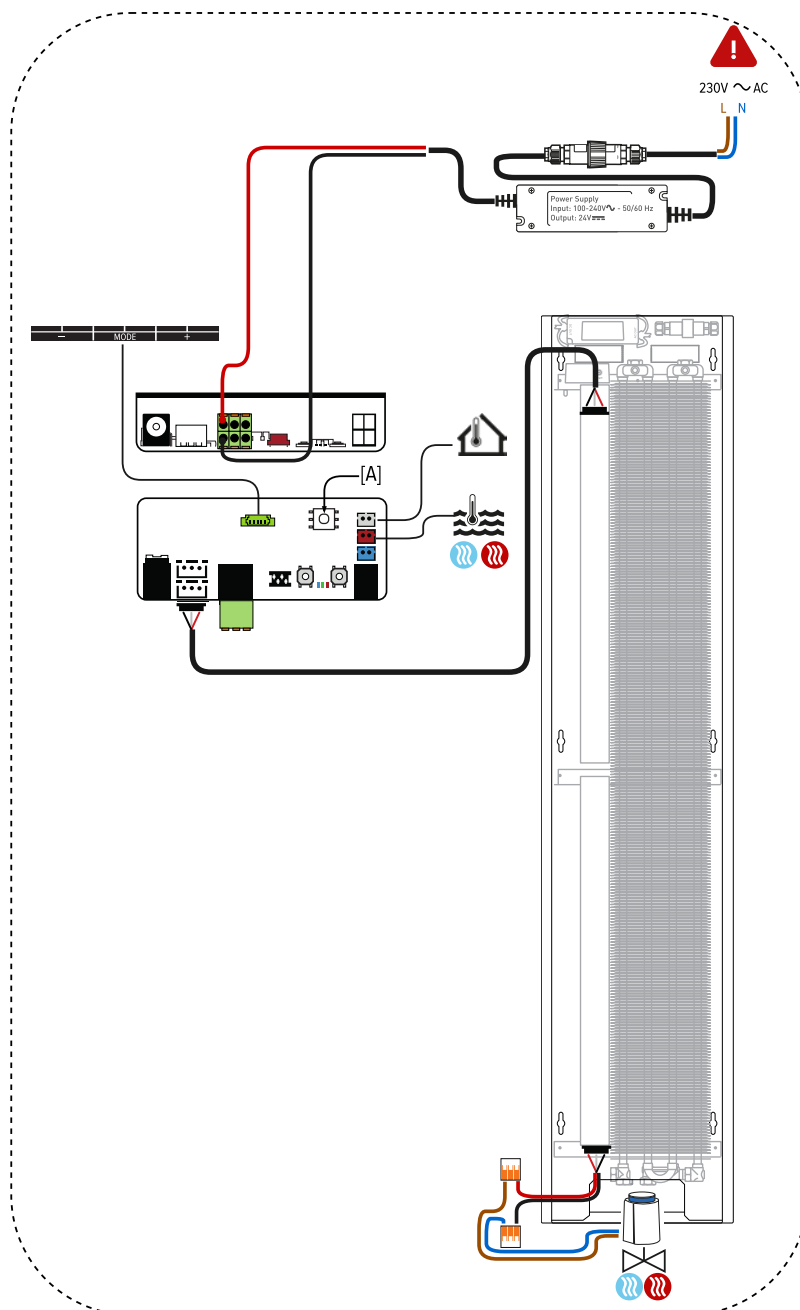 !
230V ~ AC
L N
Power Supply
Input: 100-240V~ - 50/60 Hz
Output: 24V
− MODE +
[A]